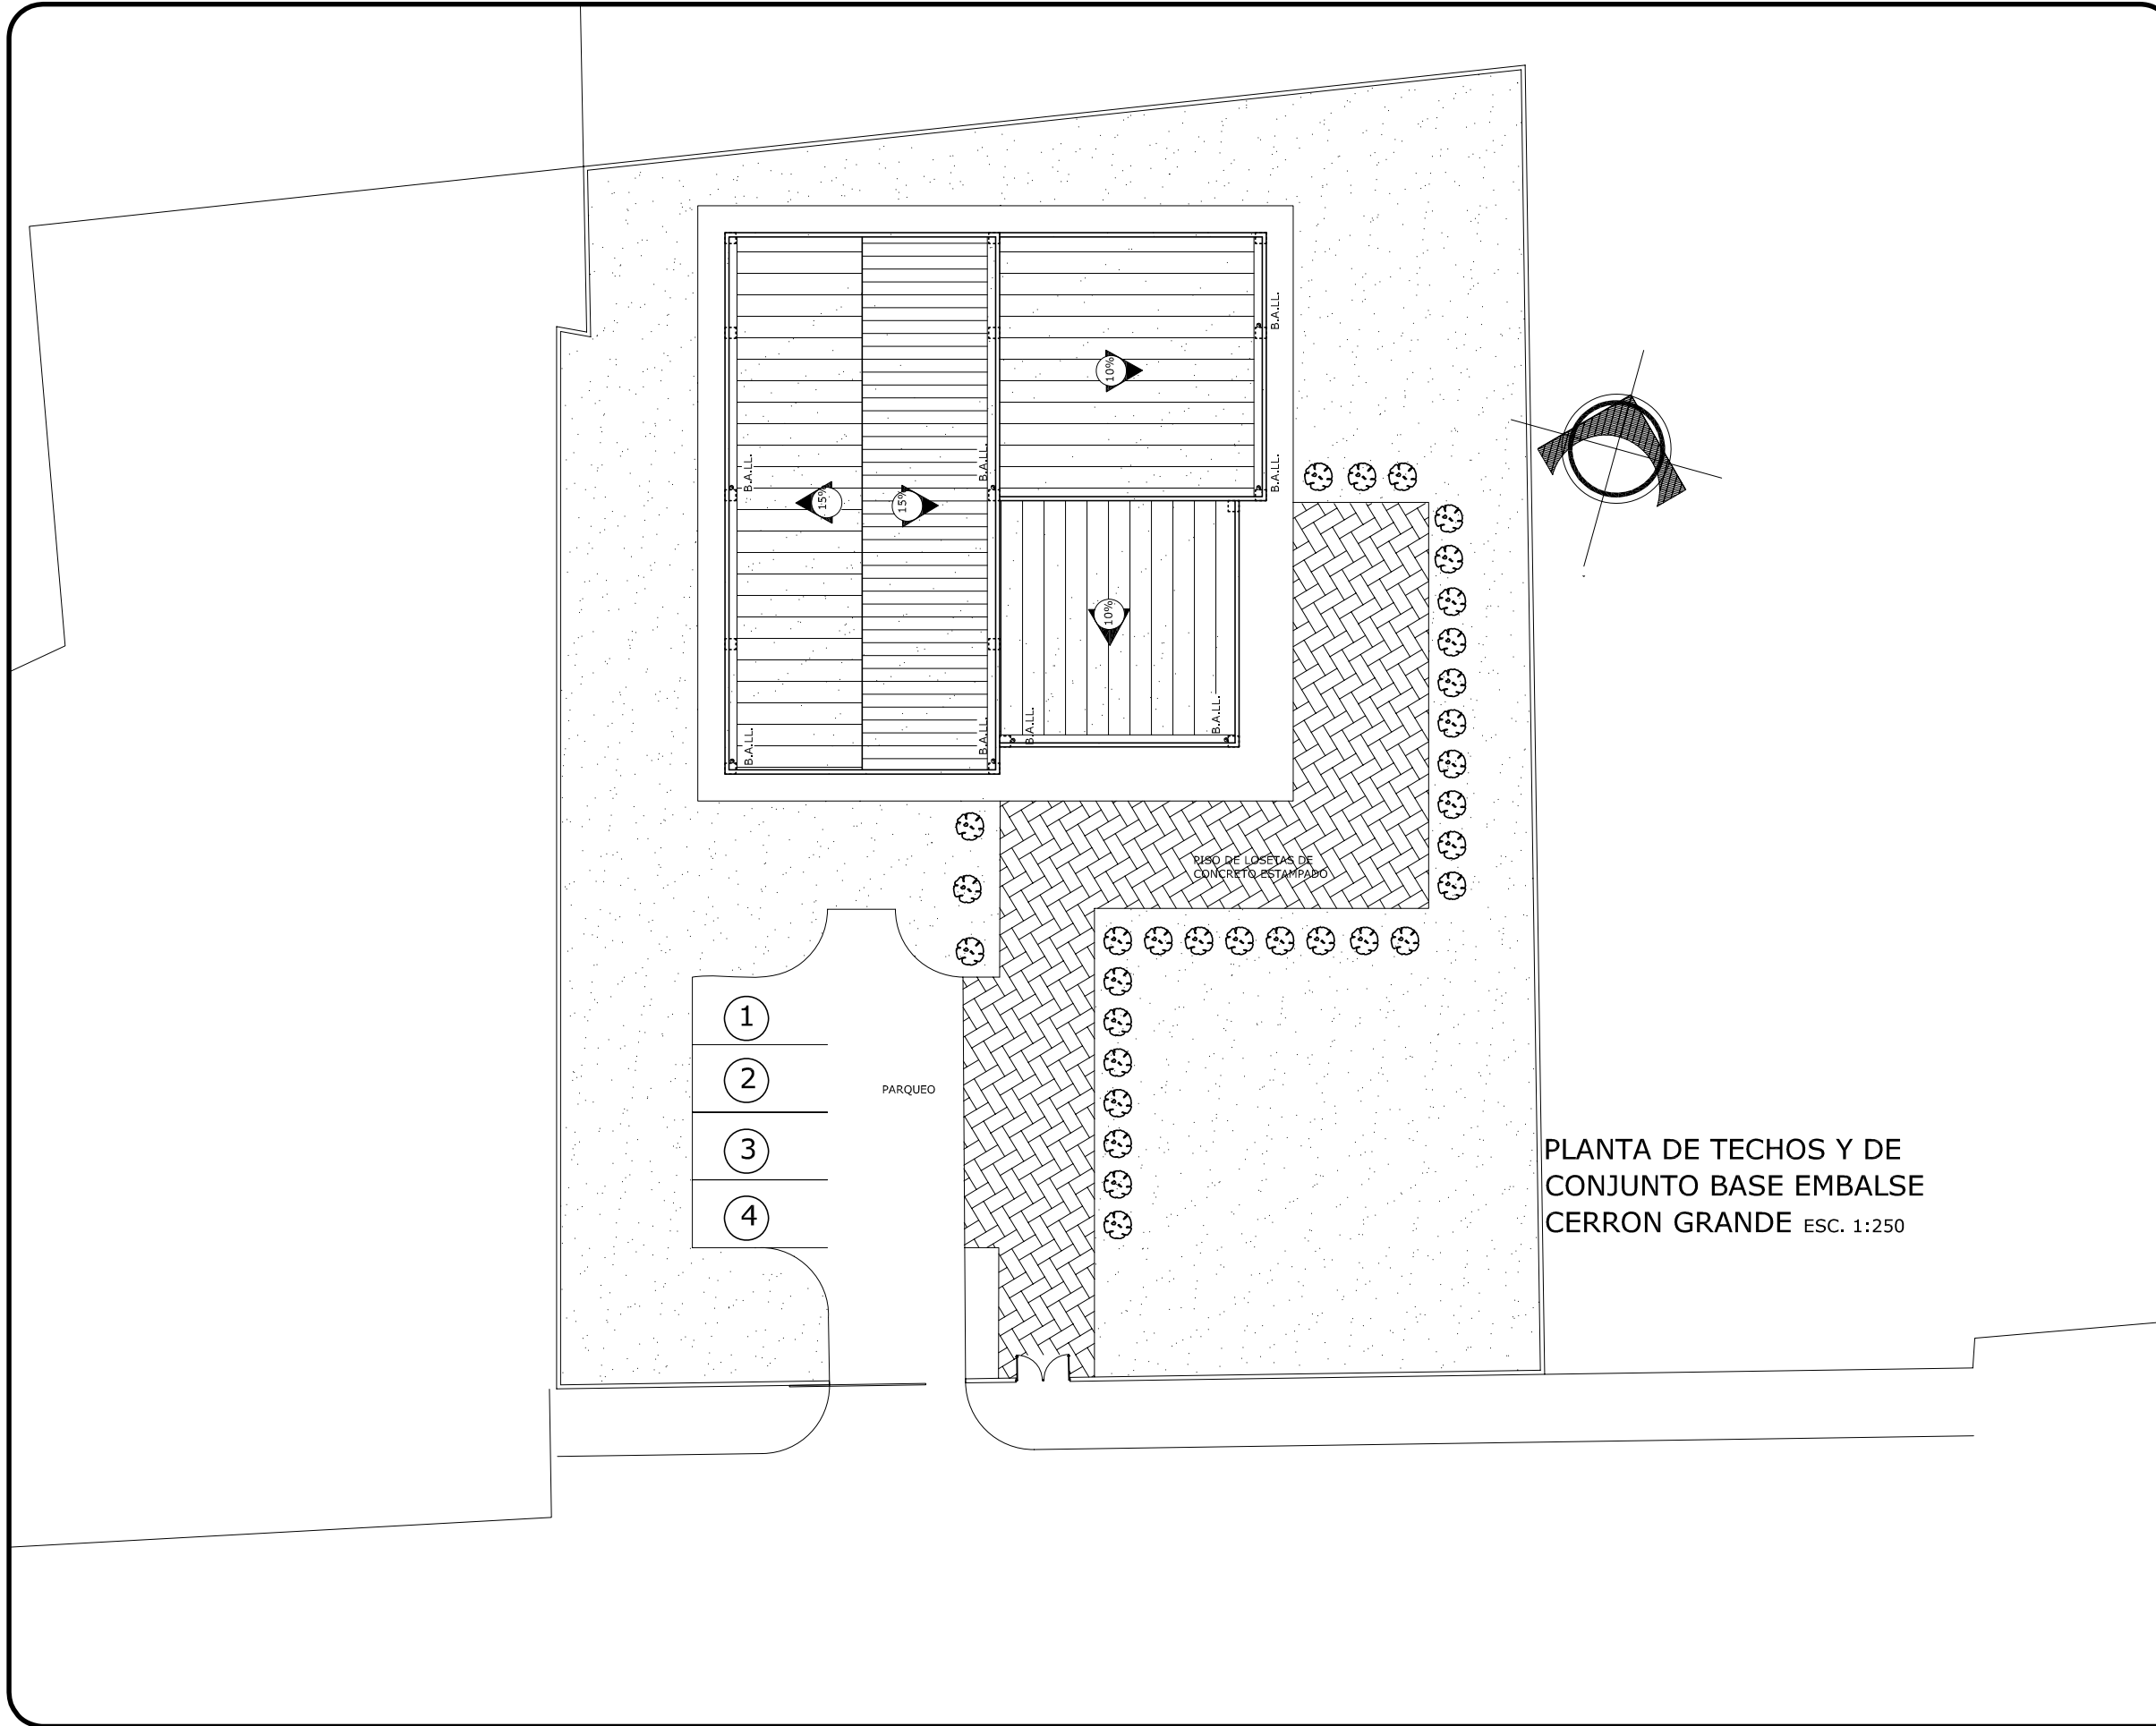 B.A.LL.
10%
B.A.LL.
B.A.LL.
B.A.LL.
15%
15%
10%
B.A.LL.
B.A.LL.
B.A.LL.
B.A.LL.
PISO DE LOSETAS DE
CONCRETO ESTAMPADO
1
2
PARQUEO
3
4
PLANTA DE TECHOS Y DE
CONJUNTO BASE EMBALSE
CERRON GRANDE ESC. 1:250